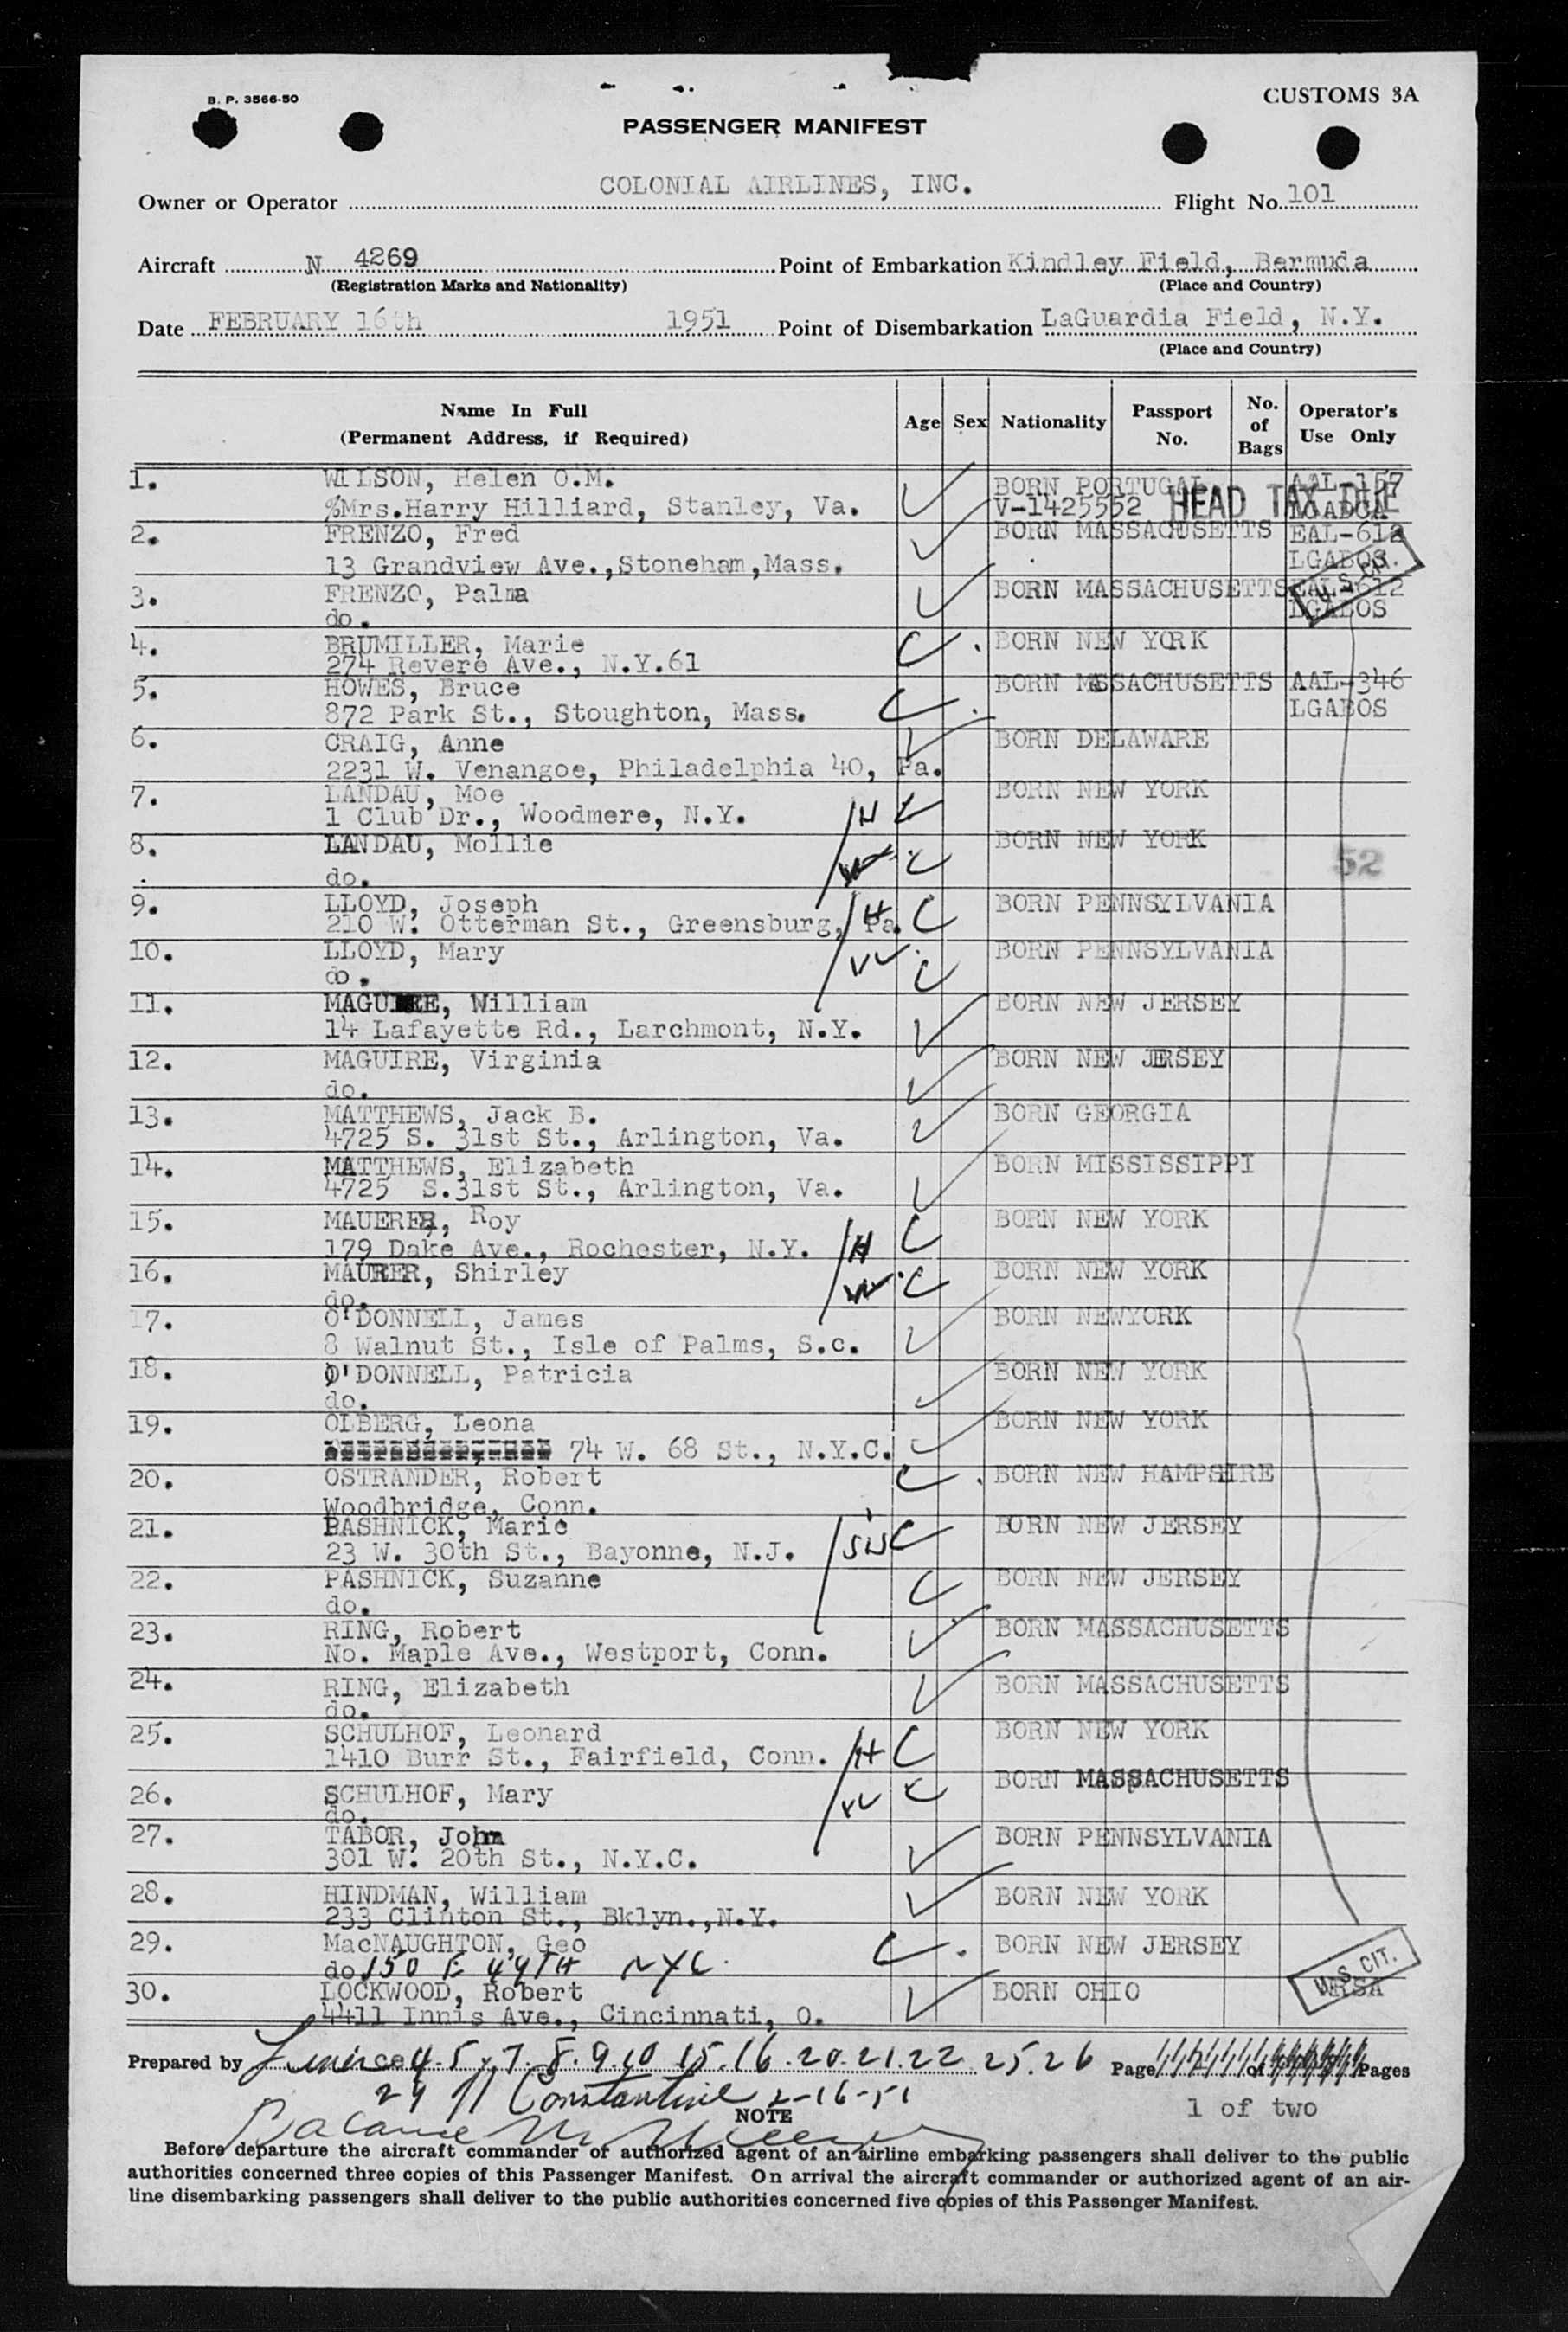 B. P. 3566-50
CUSTOMS 3A
PASSENGER MANIFEST
Owner or Operator COLONIAL AIRLINES, INC. Flight No. 101
Aircraft N 4269 Point of Embarkation Kindley Field, Bermuda
(Registration Marks and Nationality) (Place and Country)
Date FEBRUARY 16th 1951 Point of Disembarkation LaGuardia Field, N.Y.
(Place and Country)
Name In Full (Permanent Address, if Required) Age Sex Nationality Passport No. No. of Bags Operator's Use Only
1. WILSON, Helen O.M. BORN PORTUGAL AAL-157
%Mrs.Harry Hilliard, Stanley, Va. V-1425552 HEAD TAX DUE
2. FRENZO, Fred BORN MASSACHUSETTS EAL-612
13 Grandview Ave.,Stoneham,Mass. LGABOS
U.S. CIT.
3. FRENZO, Palma BORN MASSACHUSETTS EAL-612
do. LGABOS
4. BRUMILLER, Marie BORN NEW YORK
274 Revere Ave., N.Y.61
5. HOWES, Bruce BORN MASSACHUSETTS AAL-346
872 Park St., Stoughton, Mass. LGABOS
6. CRAIG, Anne BORN DELAWARE
2231 W. Venangoe, Philadelphia 40, Pa.
7. LANDAU, Moe BORN NEW YORK
1 Club Dr., Woodmere, N.Y. H
8. LANDAU, Mollie BORN NEW YORK
do. W 52
9. LLOYD, Joseph BORN PENNSYLVANIA
210 W. Otterman St., Greensburg, Pa. H
10. LLOYD, Mary BORN PENNSYLVANIA
do. W
11. MAGUIRE, William BORN NEW JERSEY
14 Lafayette Rd., Larchmont, N.Y.
12. MAGUIRE, Virginia BORN NEW JERSEY
do.
13. MATTHEWS, Jack B. BORN GEORGIA
4725 S. 31st St., Arlington, Va.
14. MATTHEWS, Elizabeth BORN MISSISSIPPI
4725 S.31st St., Arlington, Va.
15. MAUERER, Roy BORN NEW YORK
179 Dake Ave., Rochester, N.Y. H
16. MAURER, Shirley BORN NEW YORK
do. W
17. O'DONNELL, James BORN NEWYORK
8 Walnut St., Isle of Palms, S.c.
18. O'DONNELL, Patricia BORN NEW YORK
do.
19. OLBERG, Leona BORN NEW YORK
74 W. 68 St., N.Y.C.
20. OSTRANDER, Robert BORN NEW HAMPSHIRE
Woodbridge, Conn.
21. PASHNICK, Marie BORN NEW JERSEY
23 W. 30th St., Bayonne, N.J. sis
22. PASHNICK, Suzanne BORN NEW JERSEY
do.
23. RING, Robert BORN MASSACHUSETTS
No. Maple Ave., Westport, Conn.
24. RING, Elizabeth BORN MASSACHUSETTS
do.
25. SCHULHOF, Leonard BORN NEW YORK
1410 Burr St., Fairfield, Conn. H
26. SCHULHOF, Mary BORN MASSACHUSETTS
do. W
27. TABOR, John BORN PENNSYLVANIA
301 W. 20th St., N.Y.C.
28. HINDMAN, William BORN NEW YORK
233 Clinton St., Bklyn.,N.Y.
29. MacNAUGHTON, Geo BORN NEW JERSEY
do 150 E 44TH NYC U.S. CIT.
30. LOCKWOOD, Robert BORN OHIO
4411 Innis Ave., Cincinnati, O.
Prepared by 4. 5. 7. 8. 9. 10 15. 16. 20. 21. 22 25. 26 Page of Pages
29 Constantine 2-16-51
1 of two
NOTE
Before departure the aircraft commander or authorized agent of an airline embarking passengers shall deliver to the public
authorities concerned three copies of this Passenger Manifest. On arrival the aircraft commander or authorized agent of an air-
line disembarking passengers shall deliver to the public authorities concerned five copies of this Passenger Manifest.